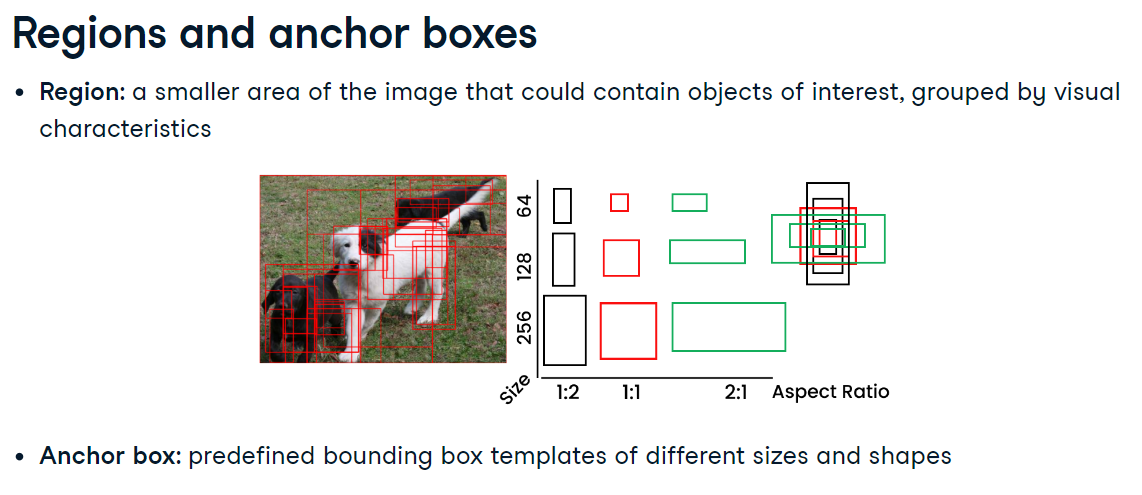 Regions and anchor boxes
• Region: a smaller area of the image that could contain objects of interest, grouped by visual
characteristics
64
128
256
Size
1:2 1:1 2:1 Aspect Ratio
• Anchor box: predefined bounding box templates of different sizes and shapes